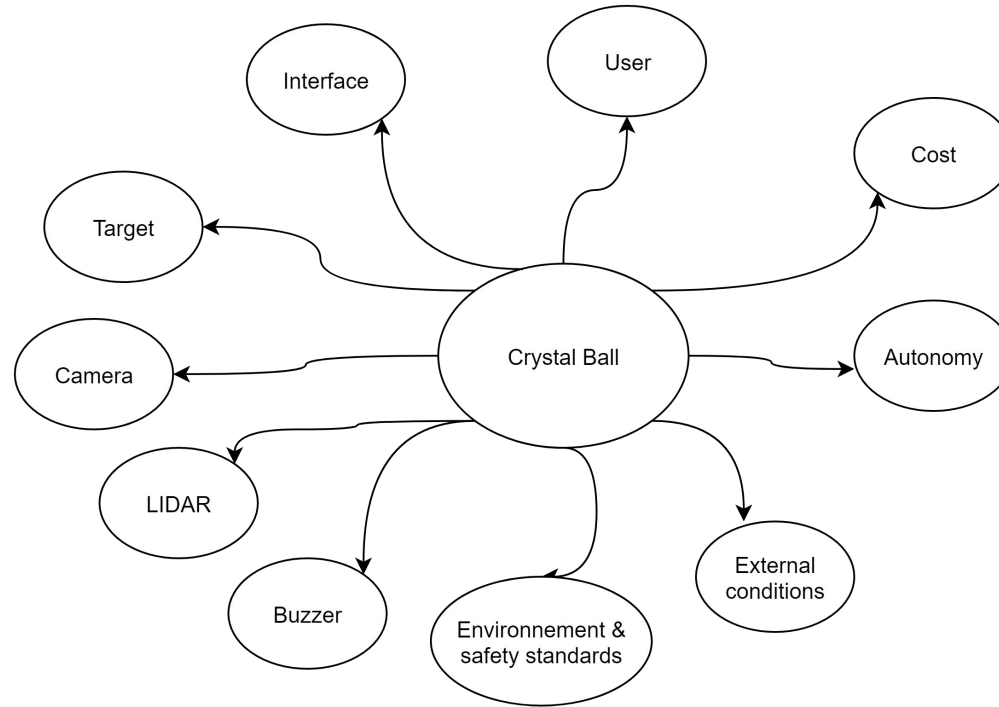 User
Interface
Cost
Target
Crystal Ball
Autonomy
Camera
LIDAR
External
conditions
Buzzer
Environnement &
safety standards